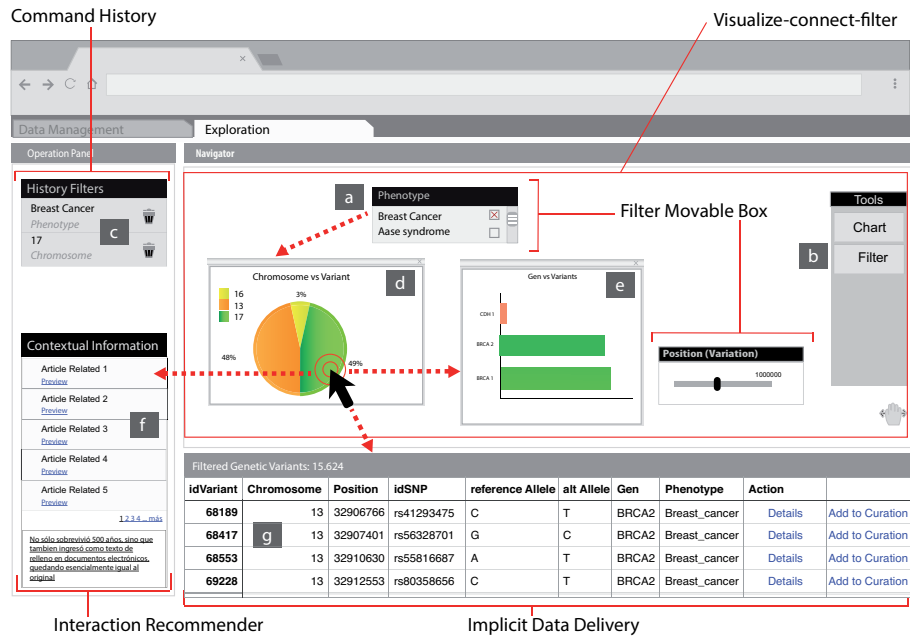 Command History
Visualize-connect-filter
×
Data Management
Exploration
Operation Panel
Navigator
History Filters
Breast Cancer
Phenotype
17
Chromosome
c
a
Phenotype
Breast Cancer
Aase syndrome
Filter Movable Box
Tools
Chart
Filter
b
×
Chromosome vs Variant
d
16
13
17
3%
48%
49%
×
Gen vs Variants
e
CDH 1
BRCA 2
BRCA 1
Position (Variation)
1000000
Contextual Information
Article Related 1
Preview
Article Related 2
Preview
f
Article Related 3
Preview
Article Related 4
Preview
Article Related 5
Preview
1 2 3 4 ... más
No sólo sobrevivió 500 años, sino que
tambien ingresó como texto de
relleno en documentos electrónicos,
quedando esencialmente igual al
original
Filtered Genetic Variants: 15.624
idVariant Chromosome Position idSNP reference Allele alt Allele Gen Phenotype Action
68189 13 32906766 rs41293475 C T BRCA2 Breast_cancer Details Add to Curation
68417 13 32907401 rs56328701 G C BRCA2 Breast_cancer Details Add to Curation
g
68553 13 32910630 rs55816687 A T BRCA2 Breast_cancer Details Add to Curation
69228 13 32912553 rs80358656 C T BRCA2 Breast_cancer Details Add to Curation
Interaction Recommender
Implicit Data Delivery